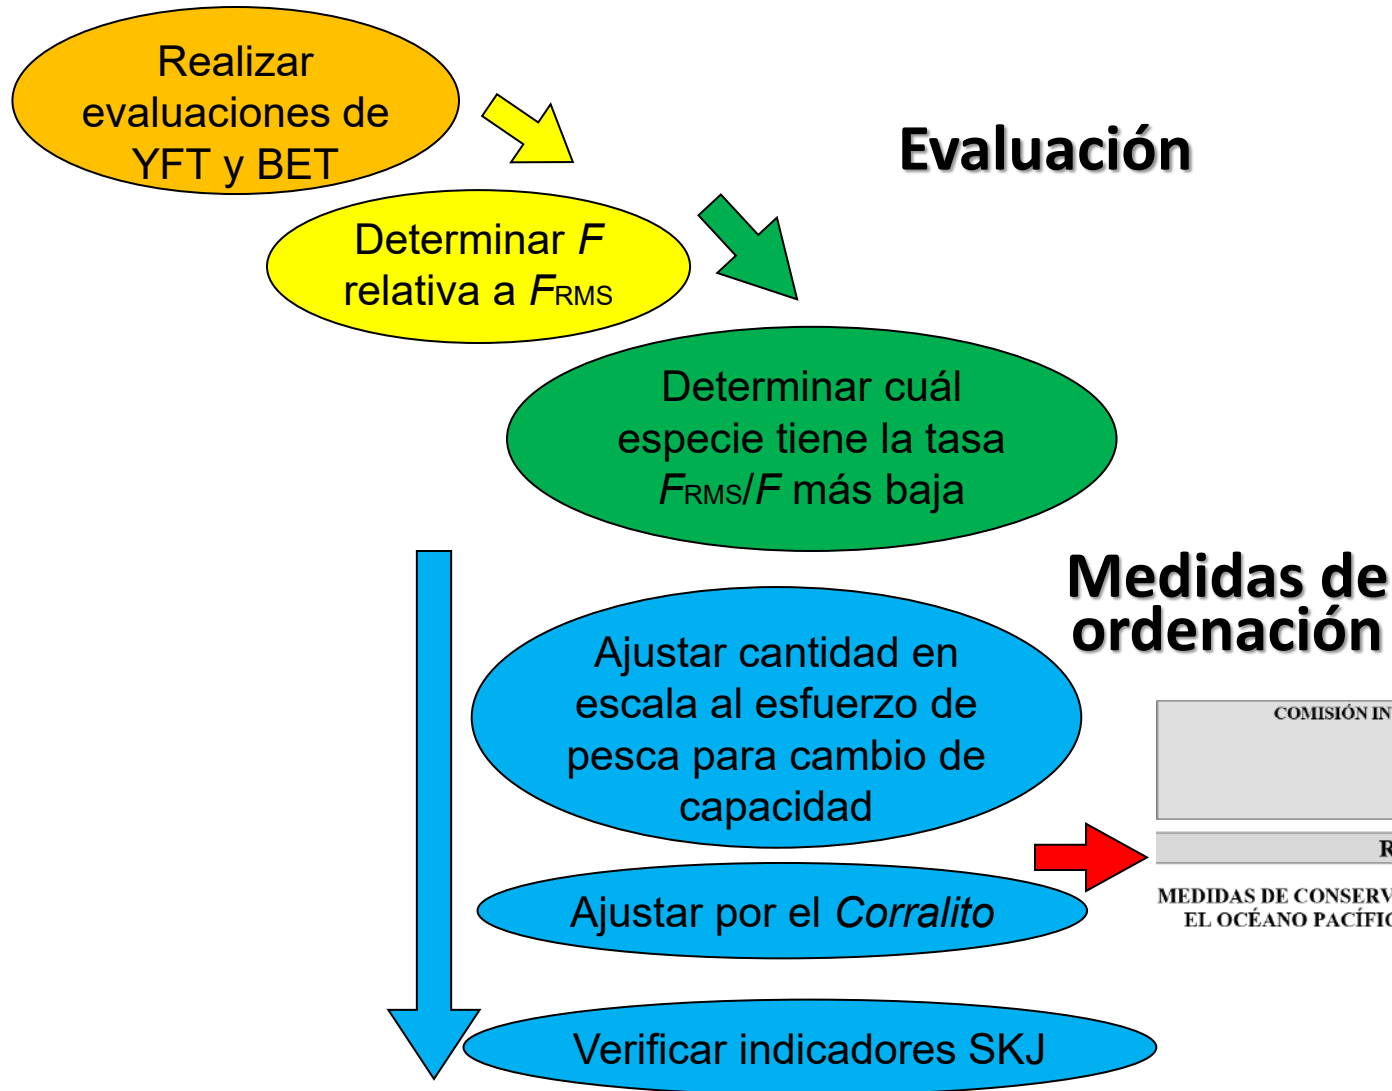 Realizar
evaluaciones de
YFT y BET
Evaluación
Determinar F
relativa a FRMS
Determinar cuál
especie tiene la tasa
FRMS/F más baja
Medidas de
ordenación
Ajustar cantidad en
escala al esfuerzo de
pesca para cambio de
capacidad
COMISIÓN IN
R
MEDIDAS DE CONSERV
EL OCÉANO PACÍFIC
Ajustar por el Corralito
Verificar indicadores SKJ